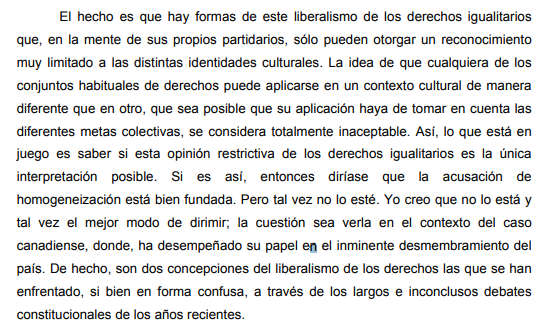 El hecho es que hay formas de este liberalismo de los derechos igualitarios
que, en la mente de sus propios partidarios, sólo pueden otorgar un reconocimiento
muy limitado a las distintas identidades culturales. La idea de que cualquiera de los
conjuntos habituales de derechos puede aplicarse en un contexto cultural de manera
diferente que en otro, que sea posible que su aplicación haya de tomar en cuenta las
diferentes metas colectivas, se considera totalmente inaceptable. Así, lo que está en
juego es saber si esta opinión restrictiva de los derechos igualitarios es la única
interpretación posible. Si es así, entonces diríase que la acusación de
homogeneización está bien fundada. Pero tal vez no lo esté. Yo creo que no lo está y
tal vez el mejor modo de dirimir; la cuestión sea verla en el contexto del caso
canadiense, donde, ha desempeñado su papel en el inminente desmembramiento del
país. De hecho, son dos concepciones del liberalismo de los derechos las que se han
enfrentado, si bien en forma confusa, a través de los largos e inconclusos debates
constitucionales de los años recientes.